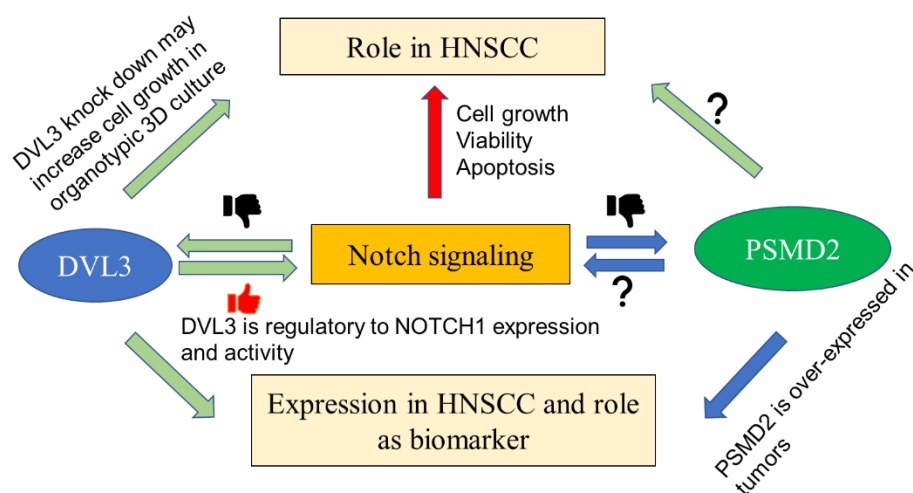 Role in HNSCC
DVL3 knock down may
increase cell growth in
organotypic 3D culture
?
Cell growth
Viability
Apoptosis
DVL3
Notch signaling
PSMD2
?
DVL3 is regulatory to NOTCH1 expression
and activity
Expression in HNSCC and role
as biomarker
PSMD2 is over-expressed in
tumors